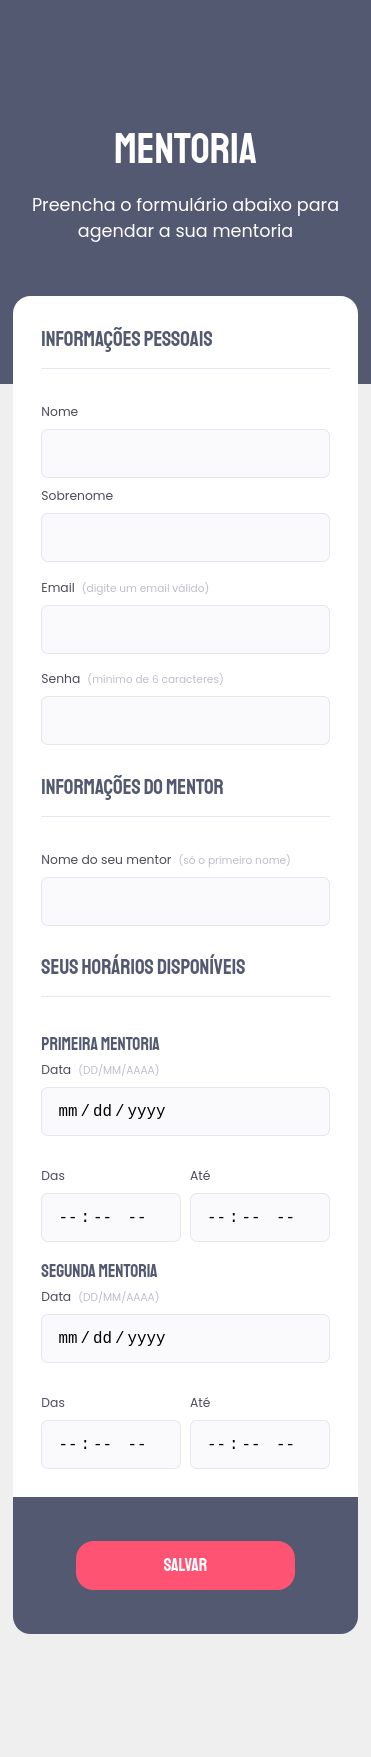 MENTORIA
Preencha o formulário abaixo para
agendar a sua mentoria
INFORMAÇÕES PESSOAIS
Nome
Sobrenome
Email (digite um email válido)
Senha (mínimo de 6 caracteres)
INFORMAÇÕES DO MENTOR
Nome do seu mentor (só o primeiro nome)
SEUS HORÁRIOS DISPONÍVEIS
PRIMEIRA MENTORIA
Data (DD/MM/AAAA)
mm/dd/yyyy
Das Até
--:-- -- --:-- --
SEGUNDA MENTORIA
Data (DD/MM/AAAA)
mm/dd/yyyy
Das Até
--:-- -- --:-- --
SALVAR